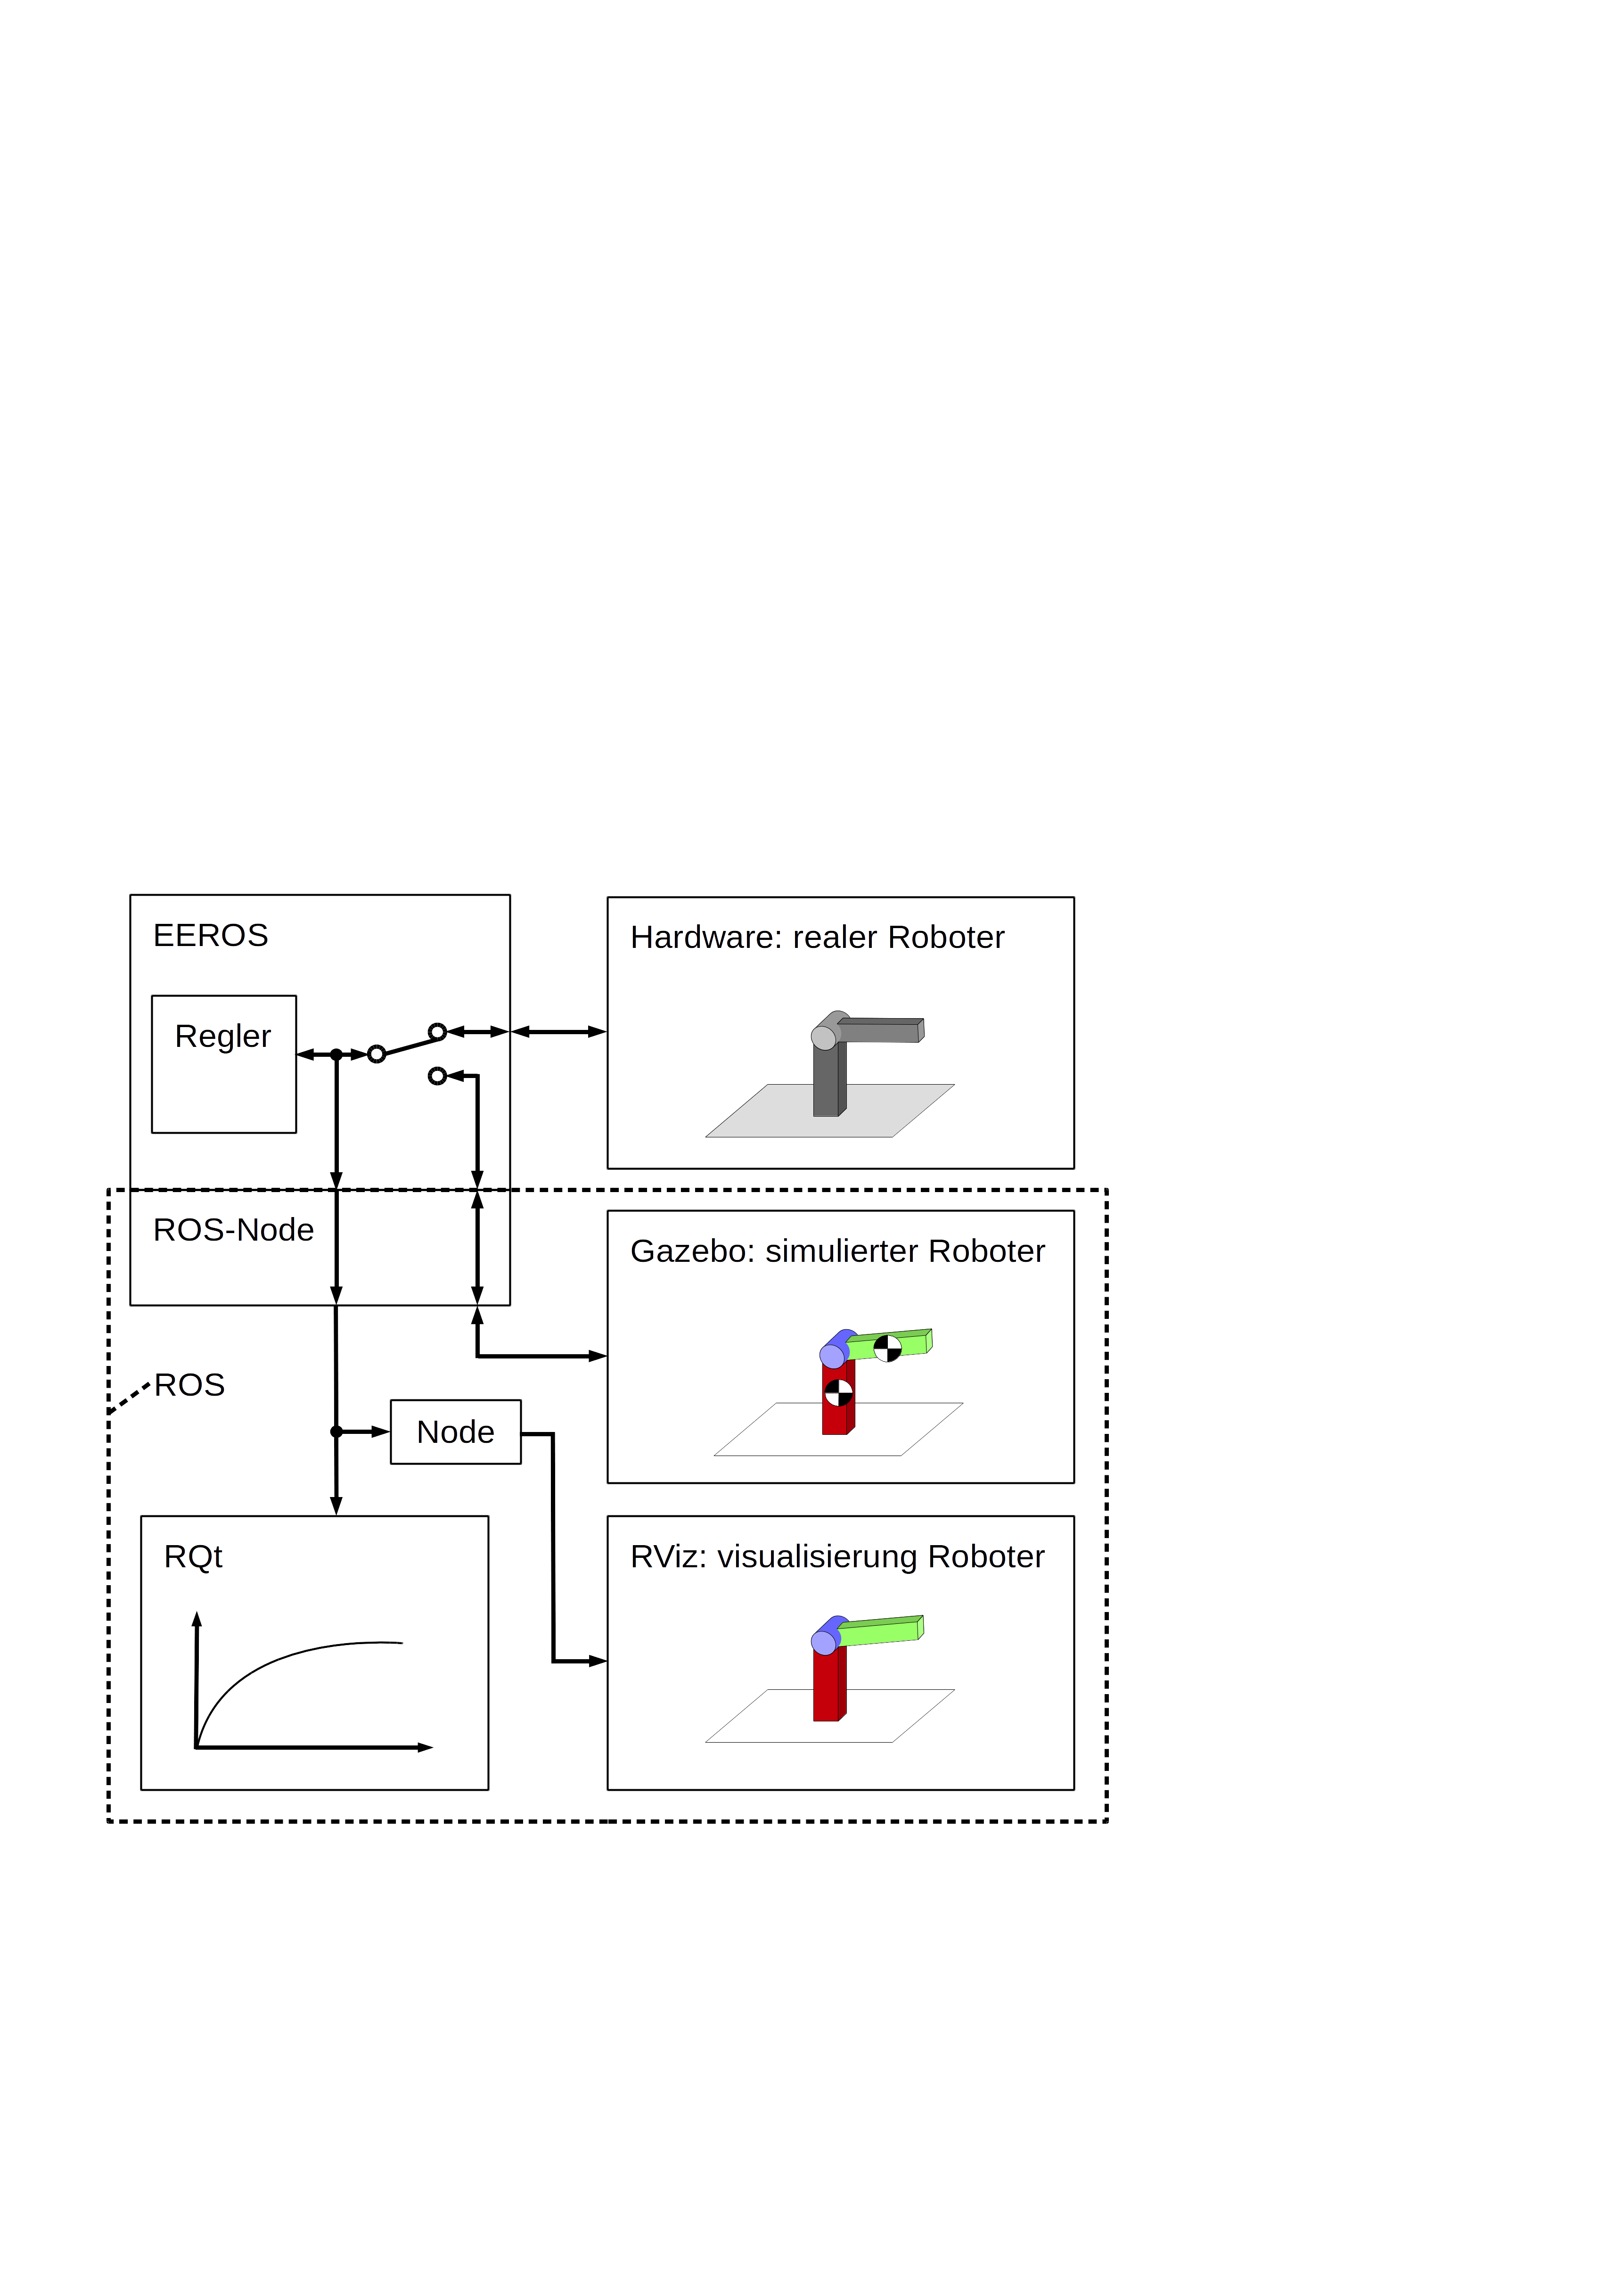 EEROS
Hardware: realer Roboter
Regler
ROS-Node
Gazebo: simulierter Roboter
ROS
Node
RQt
RViz: visualisierung Roboter